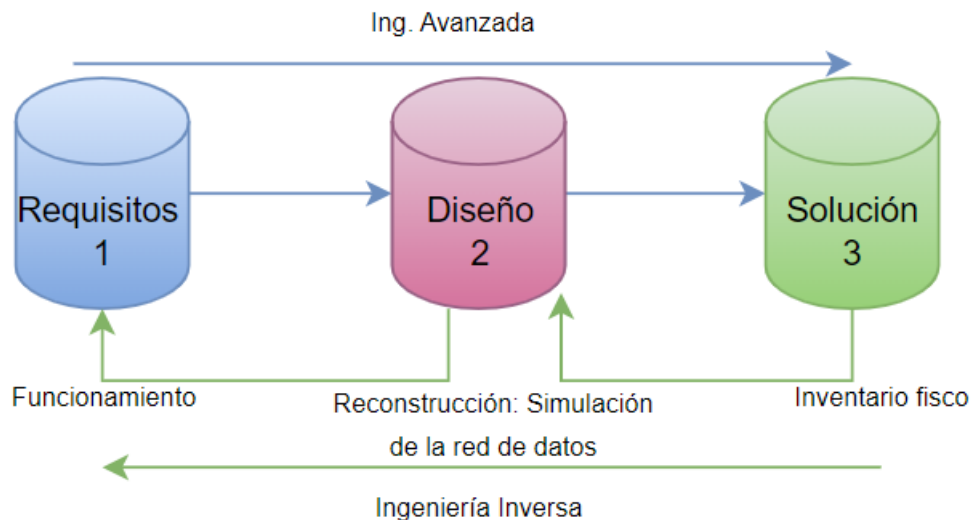 Ing. Avanzada
Requisitos
1
Diseño
2
Solución
3
Funcionamiento
Reconstrucción: Simulación
de la red de datos
Inventario fisco
Ingeniería Inversa